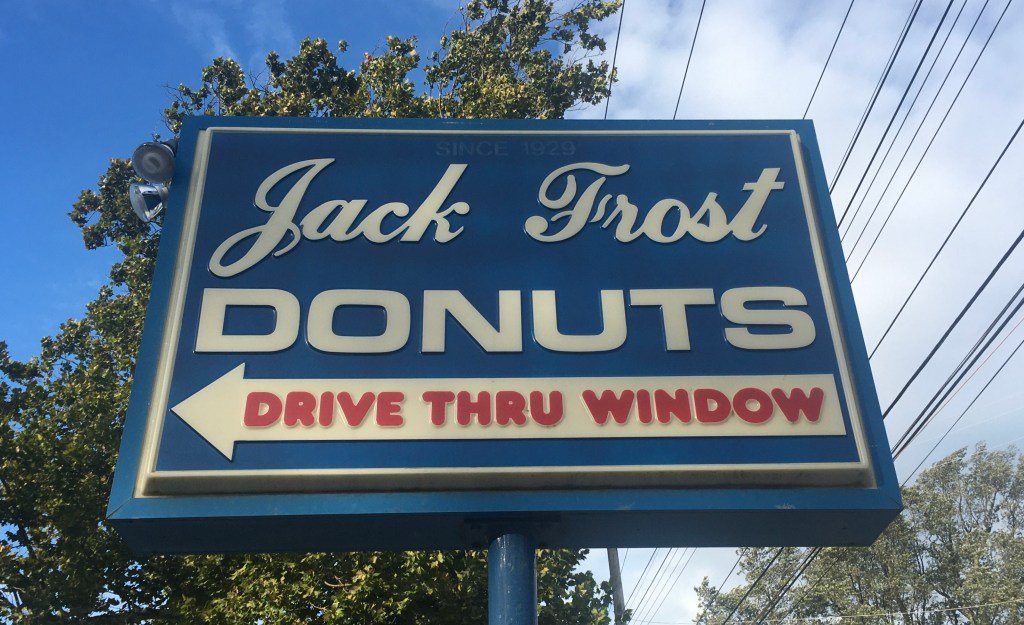 SINCE 1929
Jack Frost
DONUTS
DRIVE THRU WINDOW